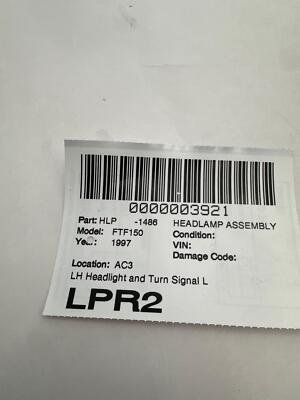 0000003921
Part: HLP -1486 HEADLAMP ASSEMBLY
Model: FTF150 Condition:
Year: 1997 VIN:
Damage Code:
Location: AC3
LH Headlight and Turn Signal L
LPR2